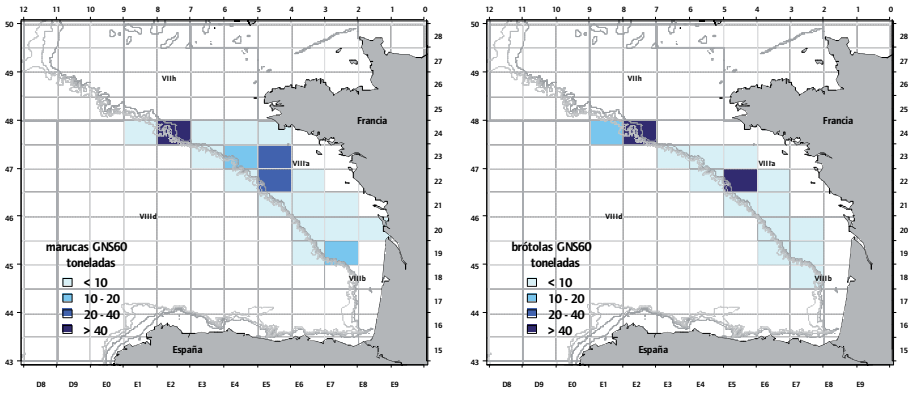 12 11 10 9 8 7 6 5 4 3 2 1 0
50
28
27
VIIh
49
26
25
48
Francia
24
23
47
VIIIa
22
21
46
VIIId
20
marucas GNS60
19
toneladas
45
VIIIb
< 10
18
10 - 20
17
20 - 40
44
16
> 40
España
15
43
D8 D9 E0 E1 E2 E3 E4 E5 E6 E7 E8 E9
12 11 10 9 8 7 6 5 4 3 2 1 0
50
28
27
VIIh
49
26
25
48
Francia
24
23
47
VIIIa
22
21
46
VIIId
20
brótolas GNS60
19
toneladas
45
VIIIb
< 10
18
10 - 20
17
20 - 40
44
16
> 40
España
15
43
D8 D9 E0 E1 E2 E3 E4 E5 E6 E7 E8 E9